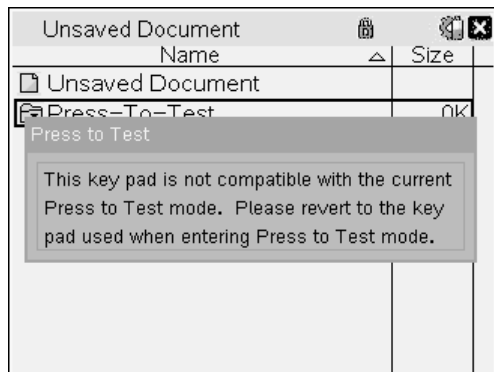 Unsaved Document
Name Size
Unsaved Document
Press-To-Test 0K
Press to Test
This key pad is not compatible with the current
Press to Test mode. Please revert to the key
pad used when entering Press to Test mode.